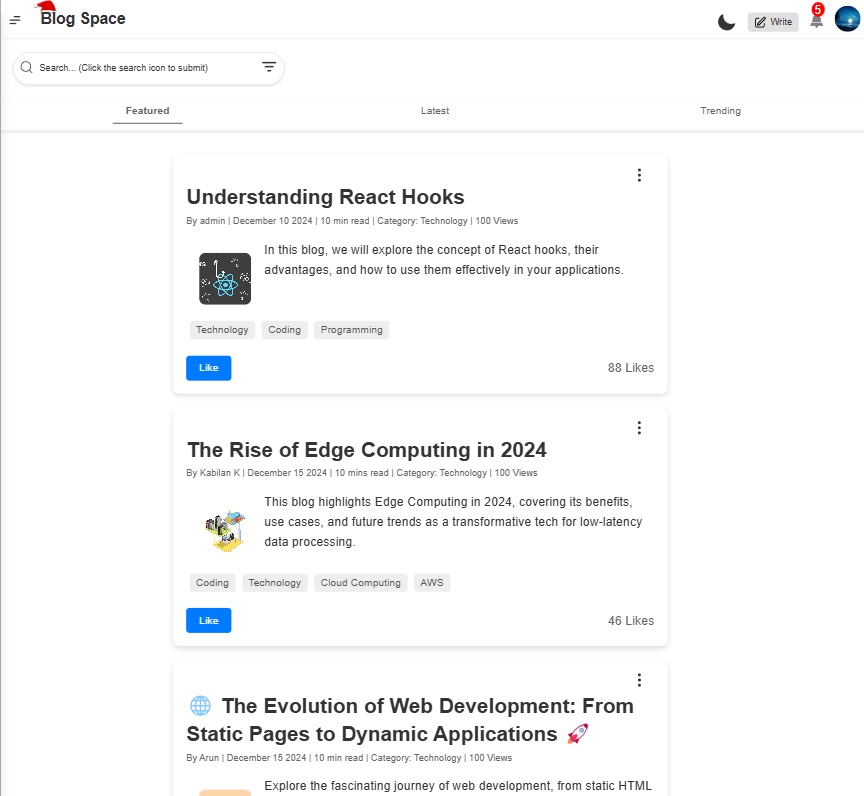 Blog Space
Write
5
Search... (Click the search icon to submit)
Featured
Latest
Trending
Understanding React Hooks
By admin | December 10 2024 | 10 min read | Category: Technology | 100 Views
In this blog, we will explore the concept of React hooks, their
advantages, and how to use them effectively in your applications.
Technology
Coding
Programming
Like
88 Likes
The Rise of Edge Computing in 2024
By Kabilan K | December 15 2024 | 10 mins read | Category: Technology | 100 Views
This blog highlights Edge Computing in 2024, covering its benefits,
use cases, and future trends as a transformative tech for low-latency
data processing.
Coding
Technology
Cloud Computing
AWS
Like
46 Likes
🌐 The Evolution of Web Development: From
Static Pages to Dynamic Applications 🚀
By Arun | December 15 2024 | 10 min read | Category: Technology | 100 Views
Explore the fascinating journey of web development, from static HTML